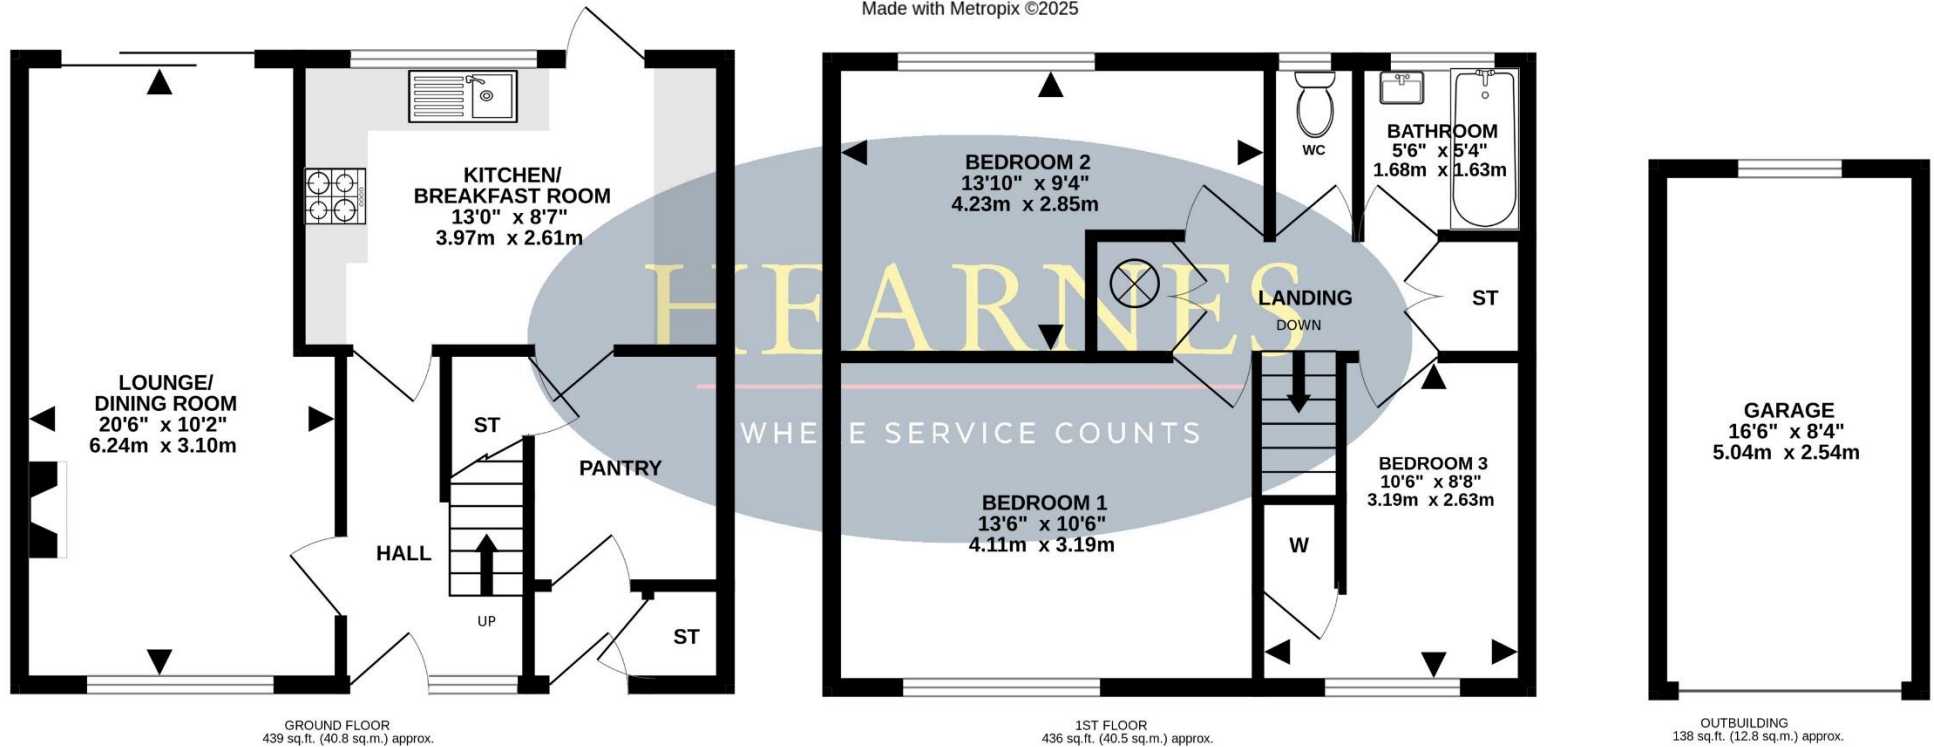 Made with Metropix ©2025
KITCHEN/
BREAKFAST ROOM
13'0" x 8'7"
3.97m x 2.61m
LOUNGE/
DINING ROOM
20'6" x 10'2"
6.24m x 3.10m
ST
PANTRY
HALL
UP
ST
GROUND FLOOR
439 sq.ft. (40.8 sq.m.) approx.
HEARNES
WHERE SERVICE COUNTS
BEDROOM 2
13'10" x 9'4"
4.23m x 2.85m
WC
BATHROOM
5'6" x 5'4"
1.68m x 1.63m
LANDING
DOWN
ST
BEDROOM 1
13'6" x 10'6"
4.11m x 3.19m
W
BEDROOM 3
10'6" x 8'8"
3.19m x 2.63m
1ST FLOOR
436 sq.ft. (40.5 sq.m.) approx.
GARAGE
16'6" x 8'4"
5.04m x 2.54m
OUTBUILDING
138 sq.ft. (12.8 sq.m.) approx.